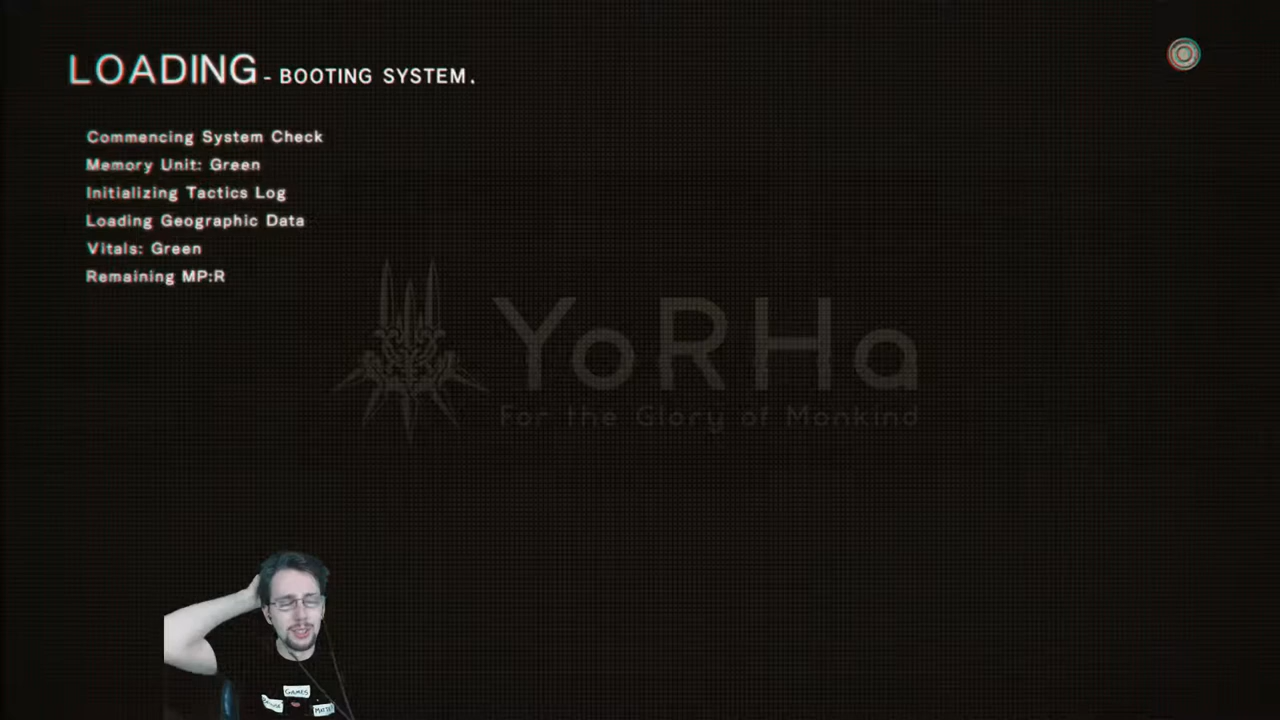 LOADING - BOOTING SYSTEM.
Commencing System Check
Memory Unit: Green
Initializing Tactics Log
Loading Geographic Data
Vitals: Green
Remaining MP:R
YoRHa
For the Glory of Mankind
GAMES